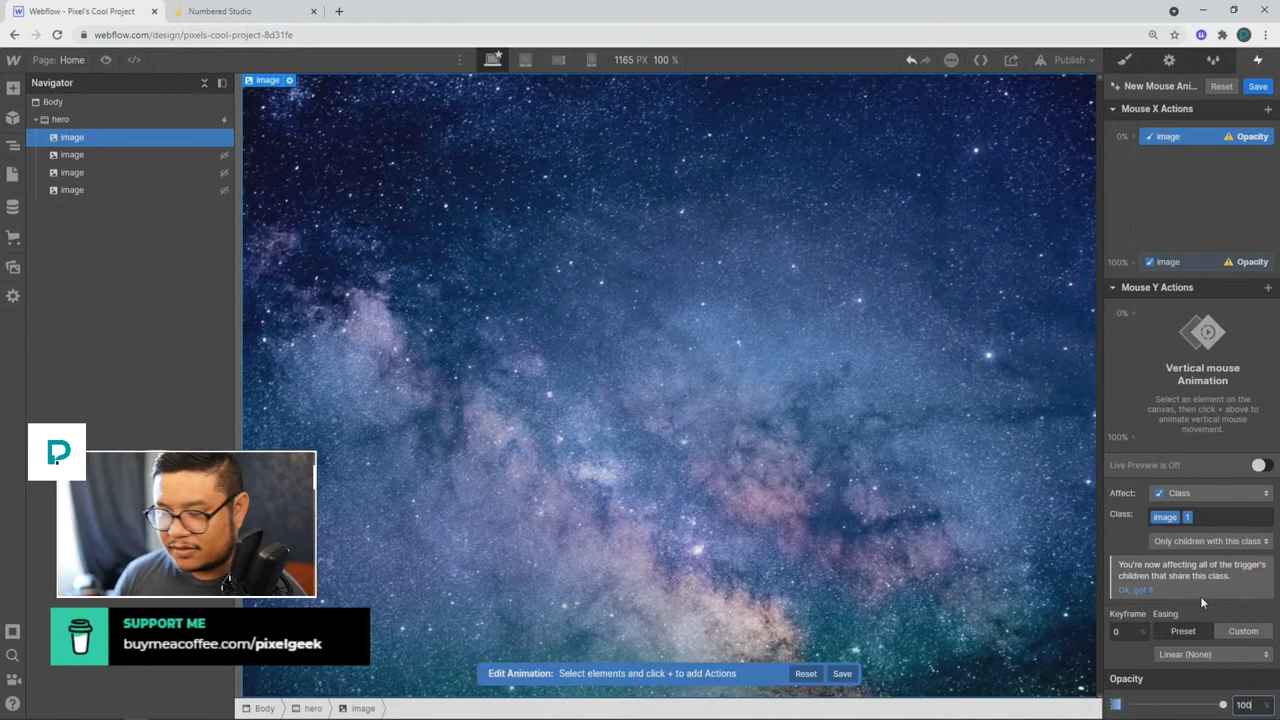 Webflow - Pixel's Cool Project
Numbered Studio
webflow.com/design/pixels-cool-project-8d31fe
Page: Home
1165 PX 100 %
Publish
Navigator
Body
hero
image
image
image
image
image
New Mouse Ani...
Reset
Save
Mouse X Actions
0%
image
Opacity
100%
image
Opacity
Mouse Y Actions
0%
Vertical mouse
Animation
Select an element on the
canvas, then click + above to
animate vertical mouse
movement.
100%
Live Preview is Off
Affect:
Class
Class:
image 1
Only children with this class
You're now affecting all of the trigger's
children that share this class.
Ok, got it
Keyframe
Easing
0 %
Preset
Custom
Linear (None)
Opacity
100 %
SUPPORT ME
buymeacoffee.com/pixelgeek
Edit Animation: Select elements and click + to add Actions
Reset
Save
Body
hero
image